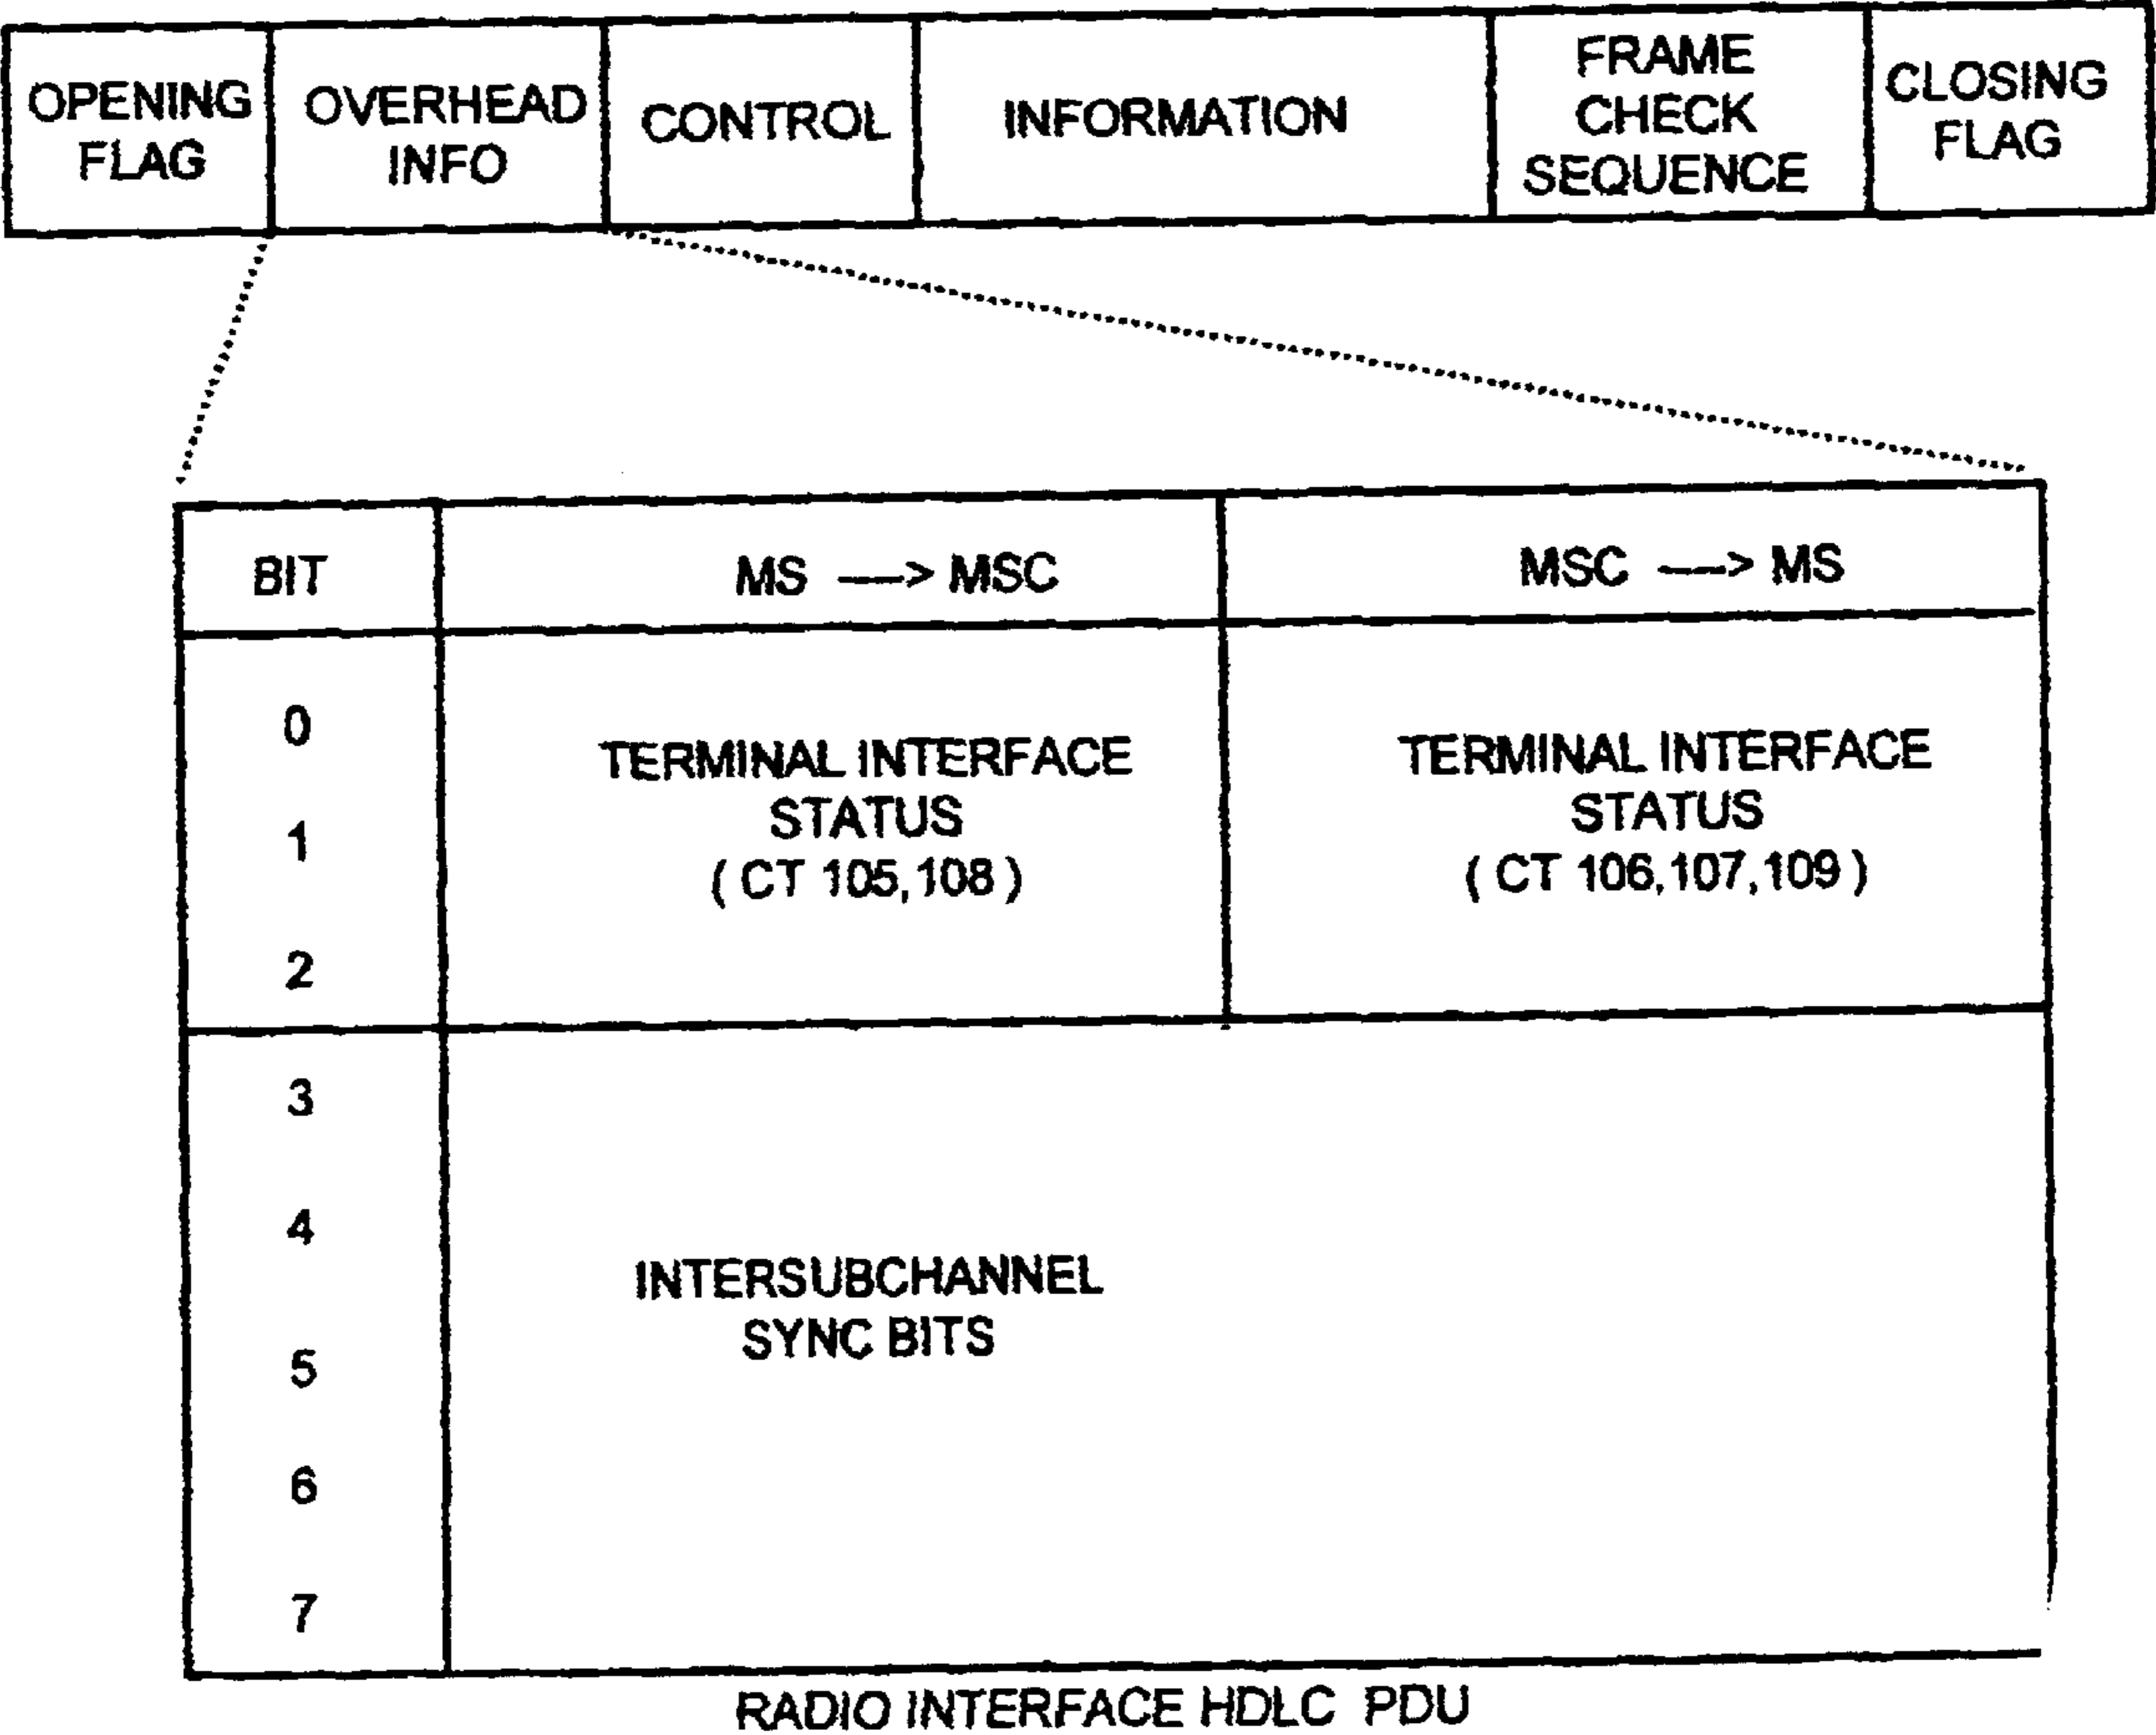 OPENING
FLAG
OVERHEAD
INFO
CONTROL
INFORMATION
FRAME
CHECK
SEQUENCE
CLOSING
FLAG
BIT
MS —> MSC
MSC —> MS
0
1
2
TERMINAL INTERFACE
STATUS
( CT 105,108 )
TERMINAL INTERFACE
STATUS
( CT 106,107,109 )
3
4
5
6
7
INTERSUBCHANNEL
SYNC BITS
RADIO INTERFACE HDLC PDU